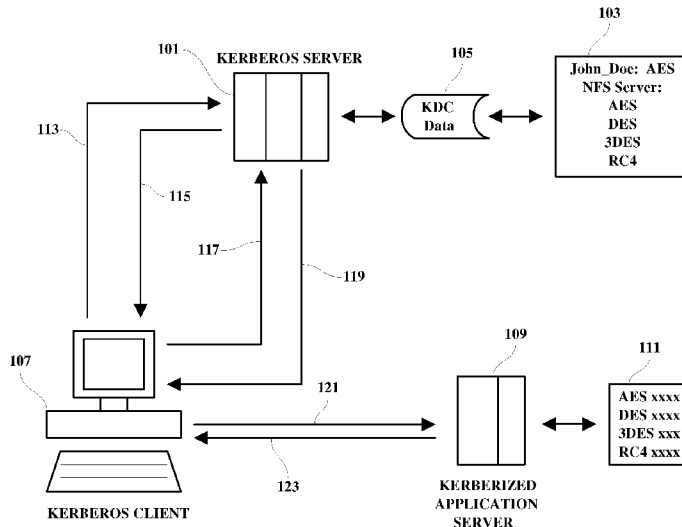 103
101
KERBEROS SERVER
105
John_Doe: AES
NFS Server:
AES
DES
3DES
RC4
KDC
Data
113
115
117
119
107
109
111
121
AES xxxx
DES xxxx
3DES xxx
RC4 xxxx
123
KERBEROS CLIENT
KERBERIZED
APPLICATION
SERVER